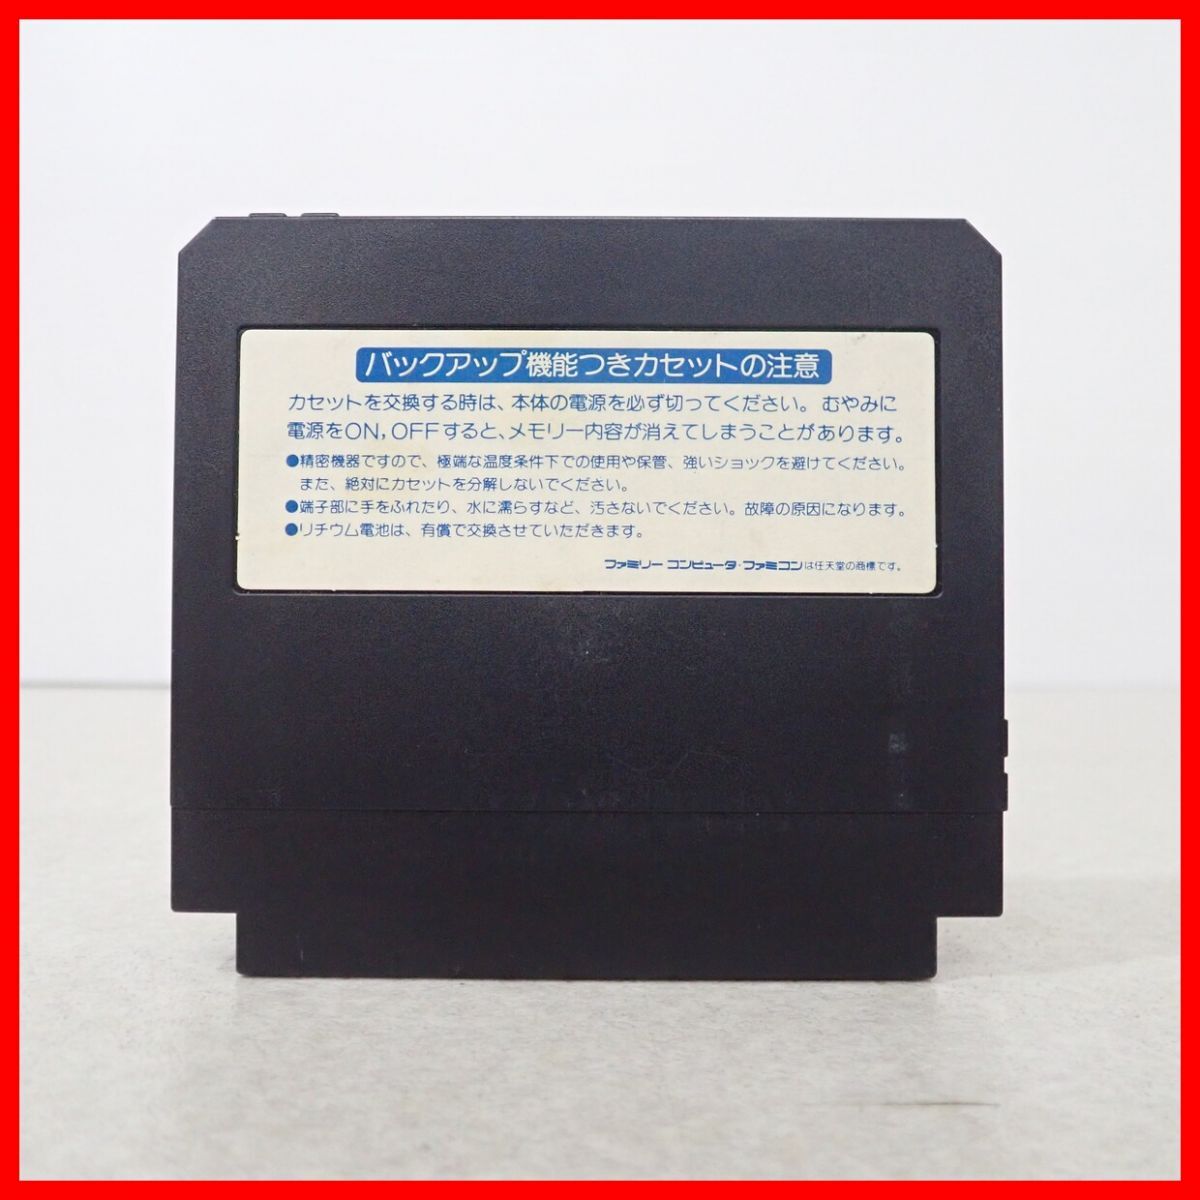 バックアップ機能つきカセットの注意
カセットを交換する時は、本体の電源を必ず切ってください。むやみに
電源をON,OFFすると、メモリー内容が消えてしまうことがあります。
●精密機器ですので、極端な温度条件下での使用や保管、強いショックを避けてください。
また、絶対にカセットを分解しないでください。
●端子部に手をふれたり、水に濡らすなど、汚さないでください。故障の原因になります。
●リチウム電池は、有償で交換させていただきます。
ファミリーコンピュータ・ファミコンは任天堂の商標です。